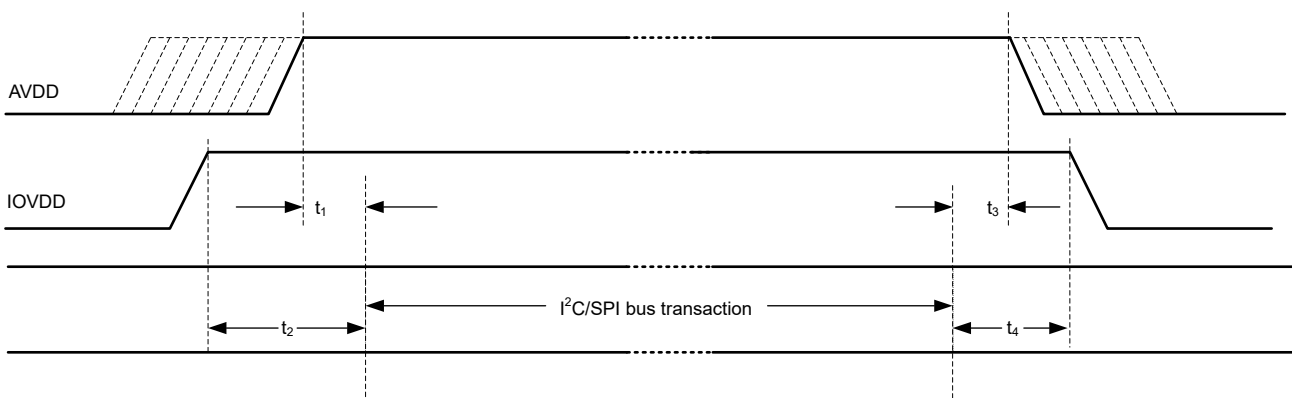 AVDD
IOVDD
t₁
t₃
I²C/SPI bus transaction
t₂
t₄